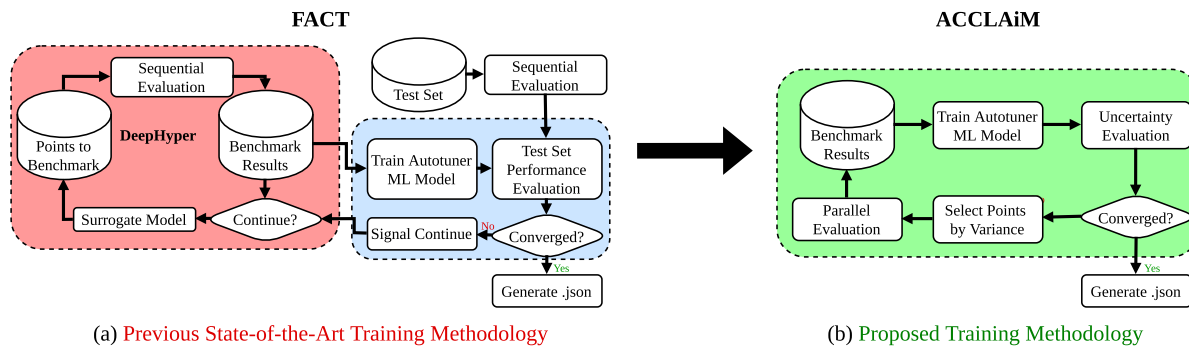 FACT
ACCLAiM
Sequential
Evaluation
Points to
Benchmark
DeepHyper
Benchmark
Results
Surrogate Model
Continue?
Test Set
Sequential
Evaluation
Train Autotuner
ML Model
Test Set
Performance
Evaluation
Signal Continue
No
Converged?
Yes
Generate .json
Benchmark
Results
Train Autotuner
ML Model
Uncertainty
Evaluation
Parallel
Evaluation
Select Points
by Variance
Converged?
Yes
Generate .json
(a) Previous State-of-the-Art Training Methodology
(b) Proposed Training Methodology